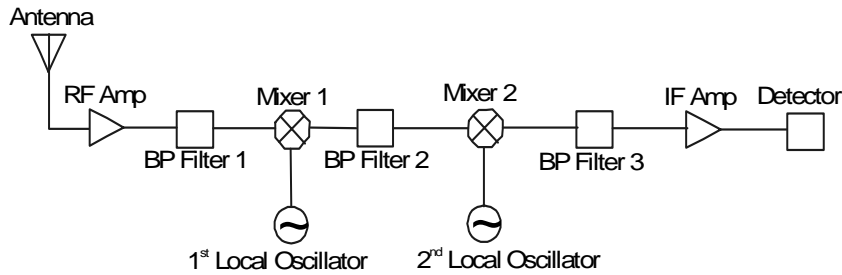 Antenna
RF Amp
BP Filter 1
Mixer 1
BP Filter 2
Mixer 2
BP Filter 3
IF Amp
Detector
1st Local Oscillator
2nd Local Oscillator